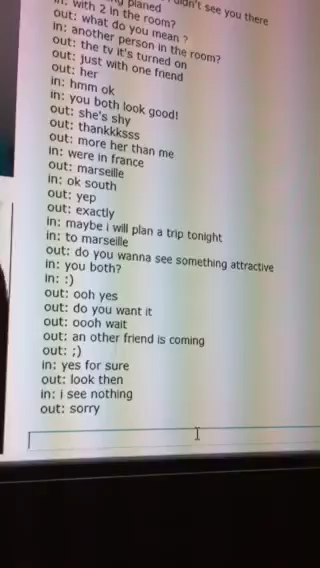 didn't see you there
planed
in: with 2 in the room?
out: what do you mean ?
in: another person in the room?
out: the tv it's turned on
out: just with one friend
out: her
in: hmm ok
in: you both look good!
out: she's shy
out: thankkksss
out: more her than me
in: were in france
out: marseille
in: ok south
out: yep
out: exactly
in: maybe i will plan a trip tonight
in: to marseille
out: do you wanna see something attractive
in: you both?
in: :)
out: ooh yes
out: do you want it
out: oooh wait
out: an other friend is coming
out: ;)
in: yes for sure
out: look then
in: i see nothing
out: sorry